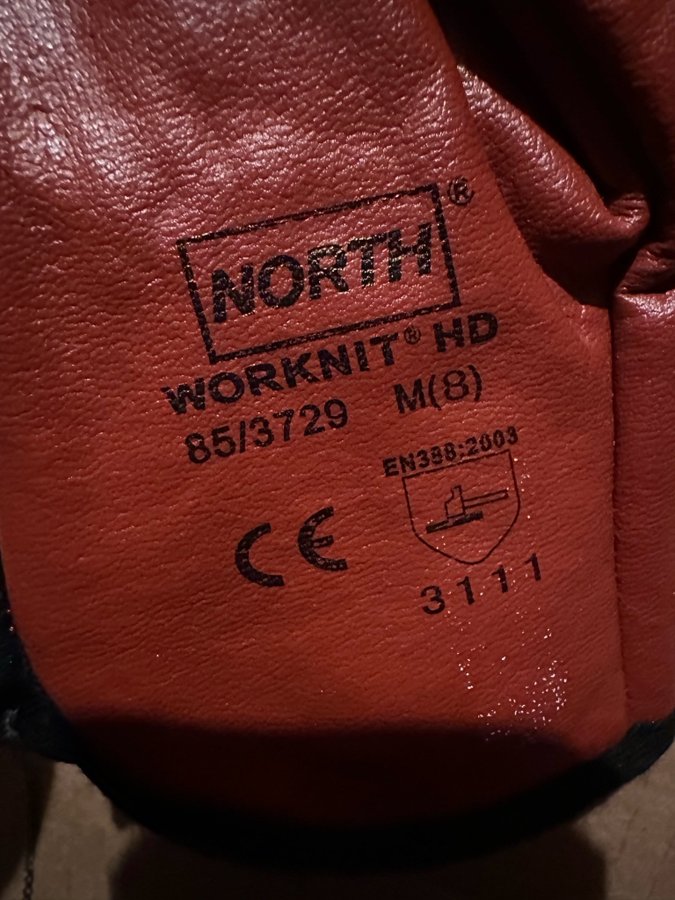 NORTH®
WORKNIT® HD
85/3729 M(8)
EN388:2003
CE
3111